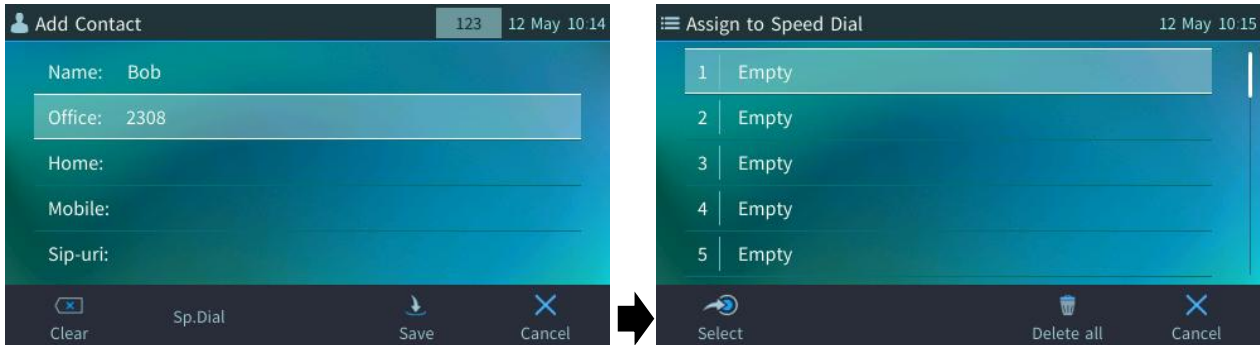 Add Contact 123 12 May 10:14
Name: Bob
Office: 2308
Home:
Mobile:
Sip-uri:
Clear Sp.Dial Save Cancel
Assign to Speed Dial 12 May 10:15
1 Empty
2 Empty
3 Empty
4 Empty
5 Empty
Select Delete all Cancel